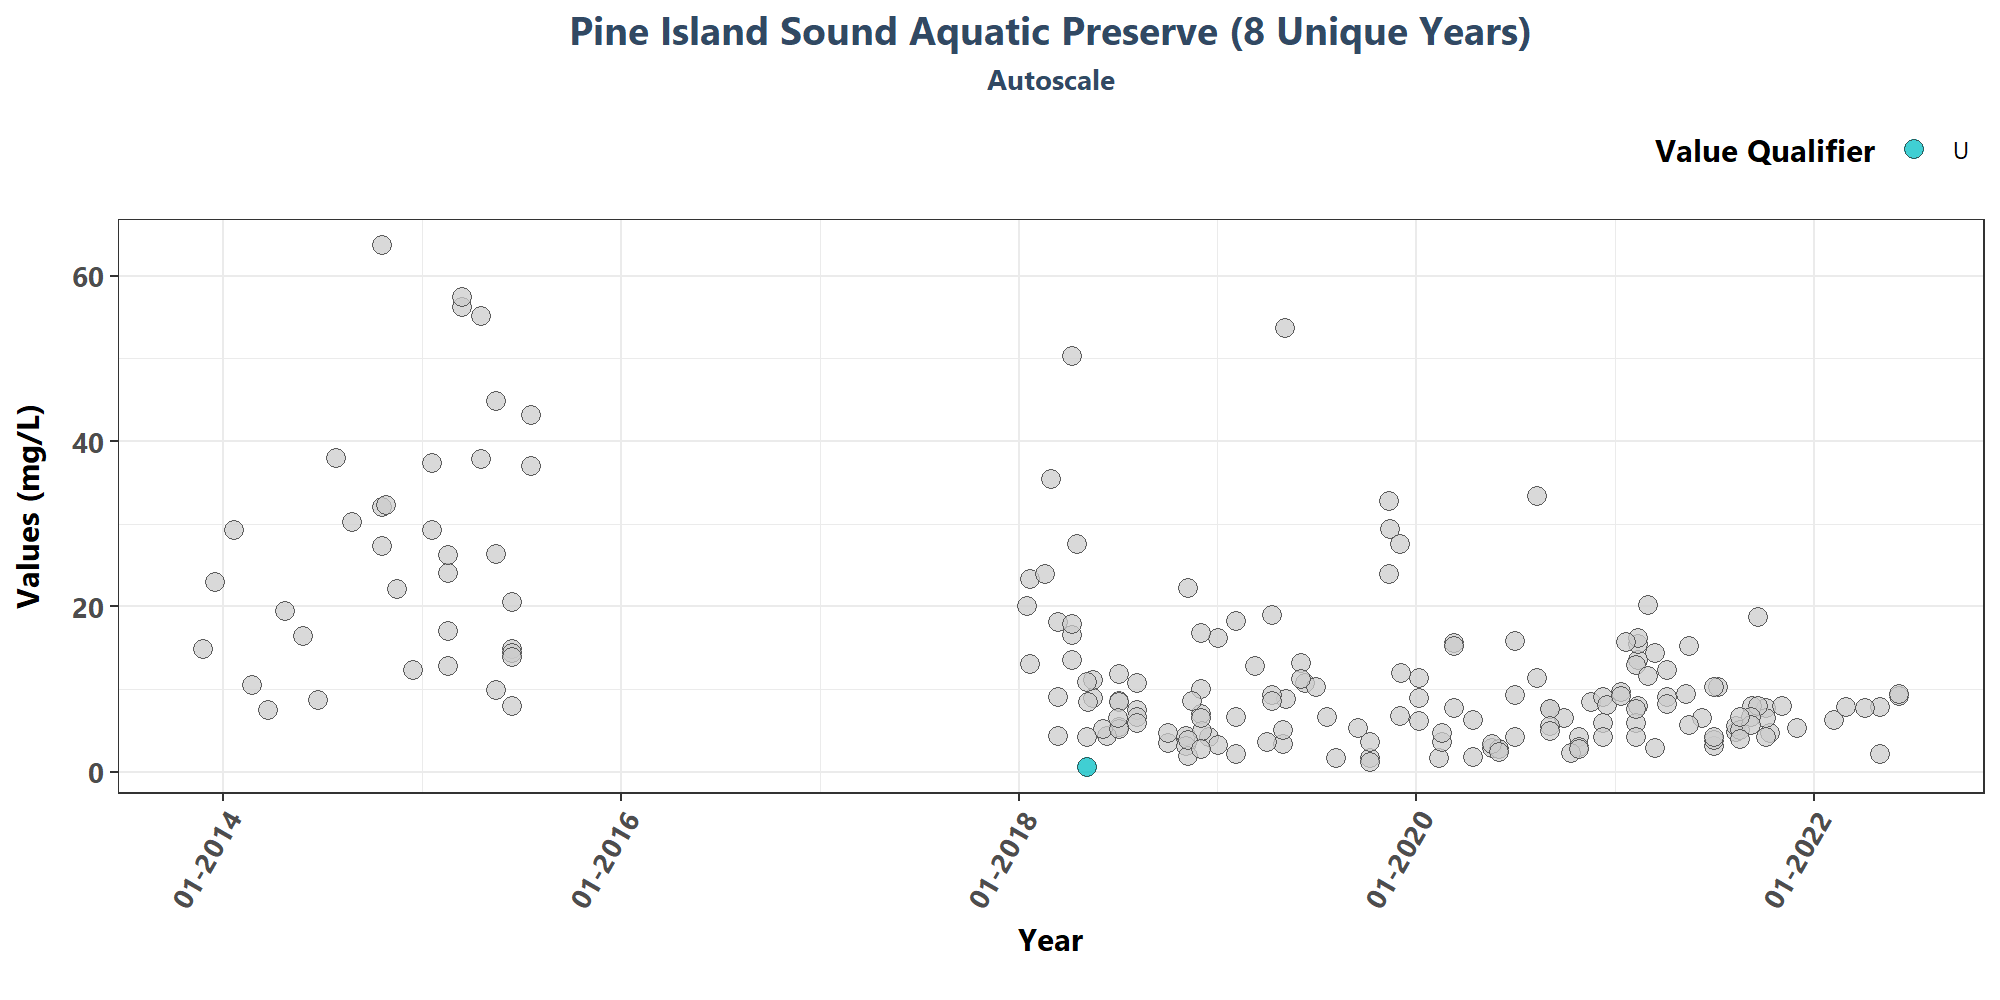 Pine Island Sound Aquatic Preserve (8 Unique Years)
Autoscale
Value Qualifier U
Values (mg/L)
60
40
20
0
01-2014
01-2016
01-2018
01-2020
01-2022
Year